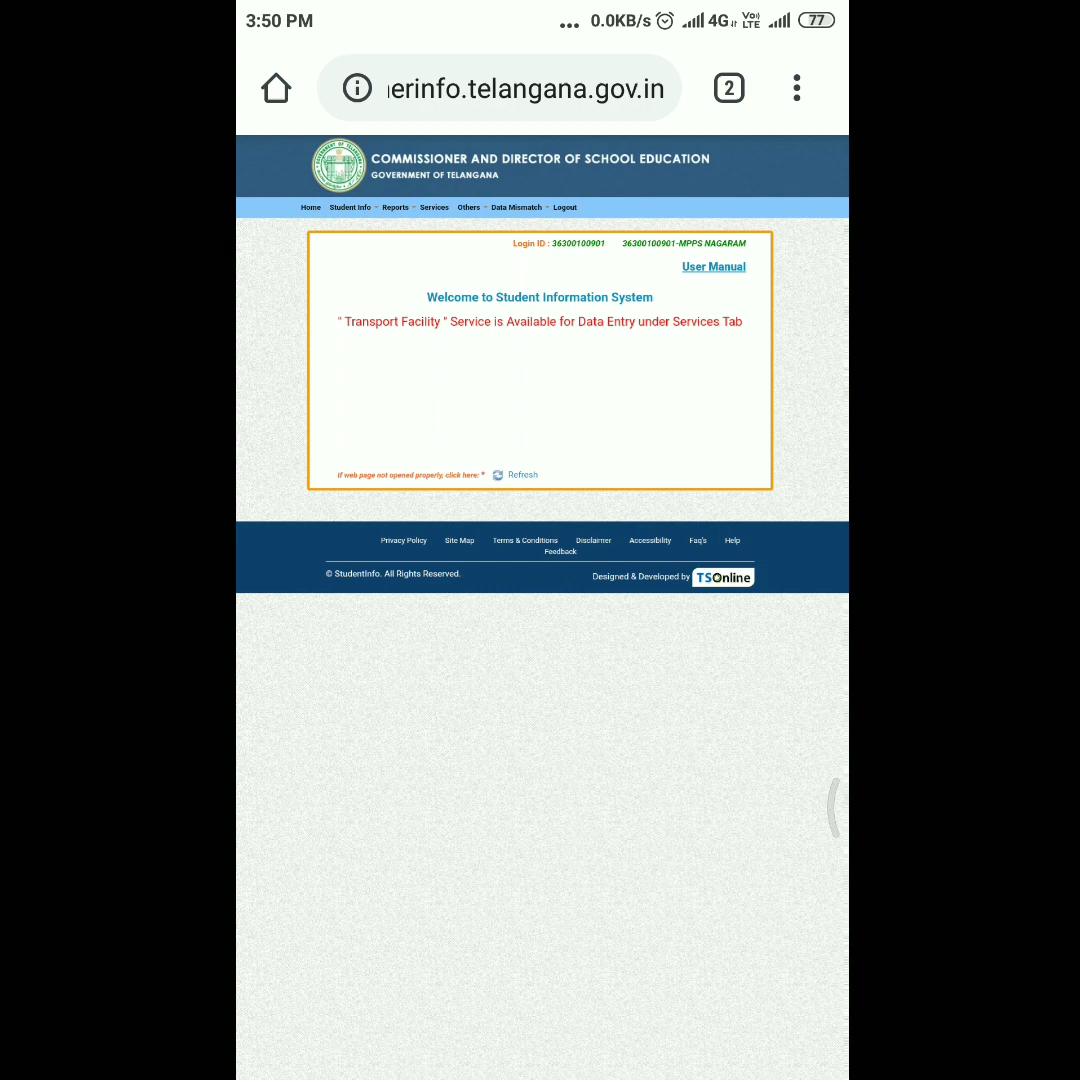 3:50 PM ... 0.0KB/s 4G Vo)) LTE 77
erinfo.telangana.gov.in 2
COMMISSIONER AND DIRECTOR OF SCHOOL EDUCATION
GOVERNMENT OF TELANGANA
Home Student Info Reports Services Others Data Mismatch Logout
Login ID : 36300100901 36300100901-MPPS NAGARAM
User Manual
Welcome to Student Information System
" Transport Facility " Service is Available for Data Entry under Services Tab
If web page not opened properly, click here: * Refresh
Privacy Policy Site Map Terms & Conditions Disclaimer Accessibility Faq's Help
Feedback
© StudentInfo. All Rights Reserved.
Designed & Developed by TSOnline